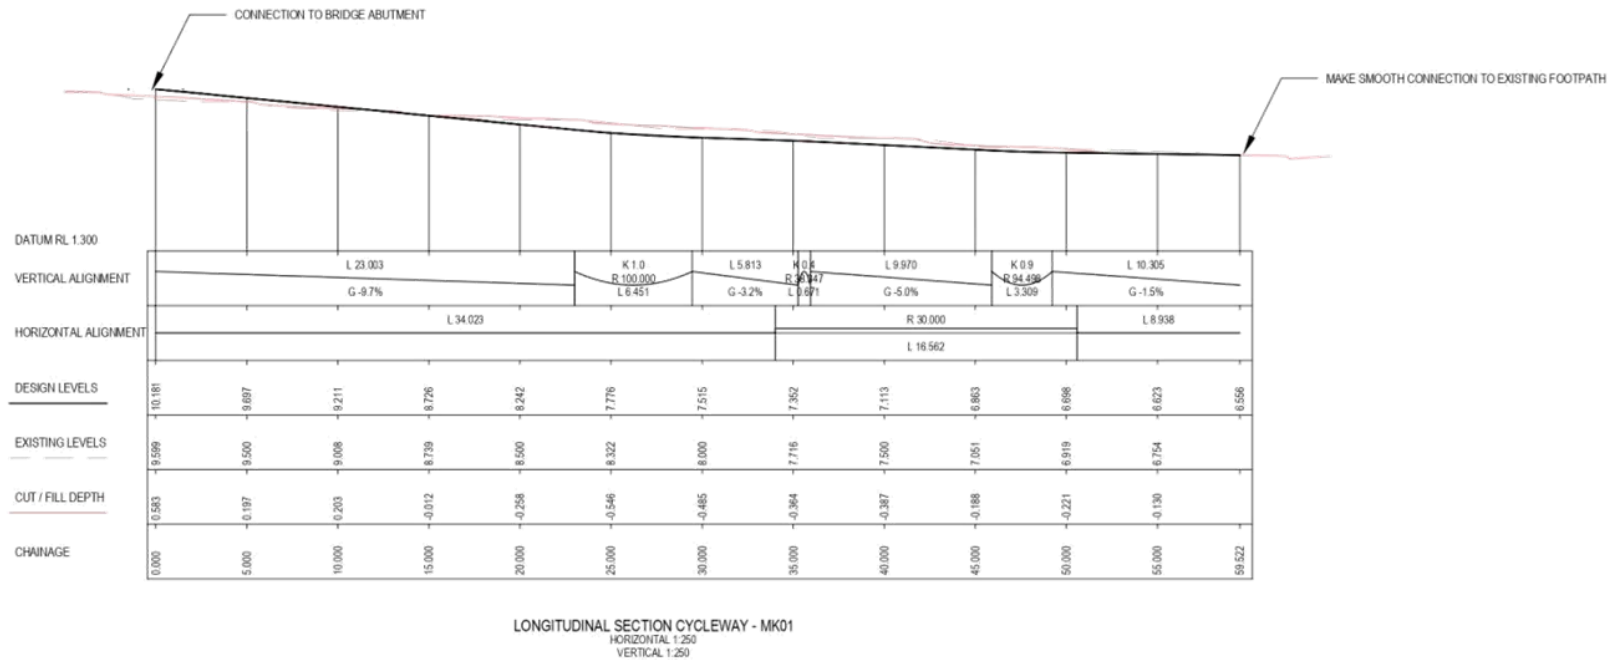 CONNECTION TO BRIDGE ABUTMENT
MAKE SMOOTH CONNECTION TO EXISTING FOOTPATH
DATUM RL 1.300
VERTICAL ALIGNMENT
L 23.003
G -9.7%
K 1.0
R 100.000
L 6.451
L 5.813
G -3.2%
K 0.4
L 0.671
L 9.970
G -5.0%
K 0.9
R 94.496
L 3.309
L 10.305
G -1.5%
HORIZONTAL ALIGNMENT
L 34.023
R 30.000
L 16.562
L 8.938
DESIGN LEVELS
10.181 9.697 9.211 8.726 8.242 7.776 7.515 7.352 7.113 6.863 6.698 6.623 6.556
EXISTING LEVELS
9.599 9.500 9.008 8.739 8.500 8.322 8.000 7.716 7.500 7.051 6.919 6.754
CUT / FILL DEPTH
0.583 0.197 0.203 -0.012 -0.258 -0.546 -0.485 -0.364 -0.387 -0.188 -0.221 -0.130
CHAINAGE
0.000 5.000 10.000 15.000 20.000 25.000 30.000 35.000 40.000 45.000 50.000 55.000 59.522
LONGITUDINAL SECTION CYCLEWAY - MK01
HORIZONTAL 1:250
VERTICAL 1:250